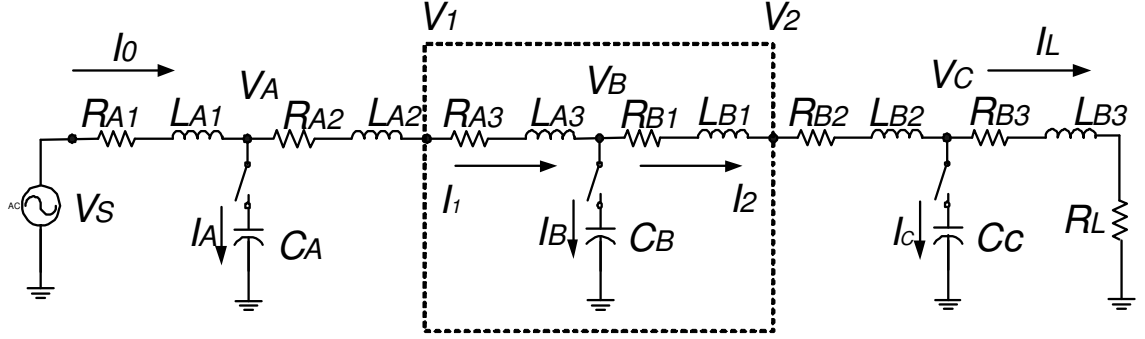 V1 V2
I0 IL
VA VB VC
RA1 LA1 RA2 LA2 RA3 LA3 RB1 LB1 RB2 LB2 RB3 LB3
I1 I2
AC VS IA CA IB CB IC Cc RL